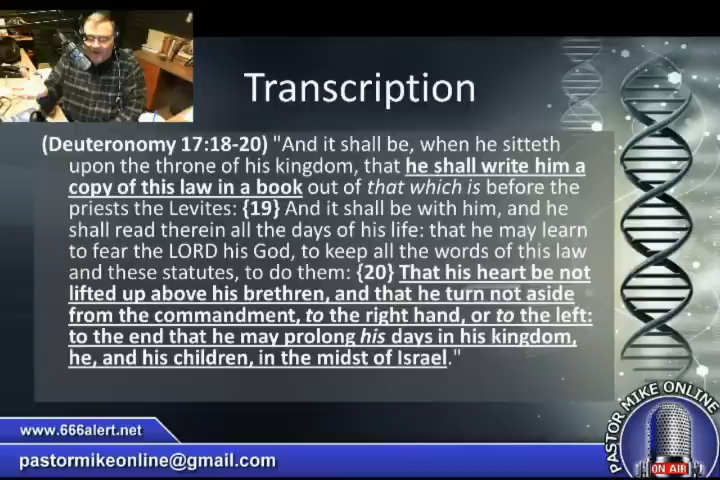 Transcription
(Deuteronomy 17:18-20) "And it shall be, when he sitteth
upon the throne of his kingdom, that he shall write him a
copy of this law in a book out of that which is before the
priests the Levites: {19} And it shall be with him, and he
shall read therein all the days of his life: that he may learn
to fear the LORD his God, to keep all the words of this law
and these statutes, to do them: {20} That his heart be not
lifted up above his brethren, and that he turn not aside
from the commandment, to the right hand, or to the left:
to the end that he may prolong his days in his kingdom,
he, and his children, in the midst of Israel."
www.666alert.net
pastormikeonline@gmail.com
PASTOR MIKE ONLINE
ON AIR